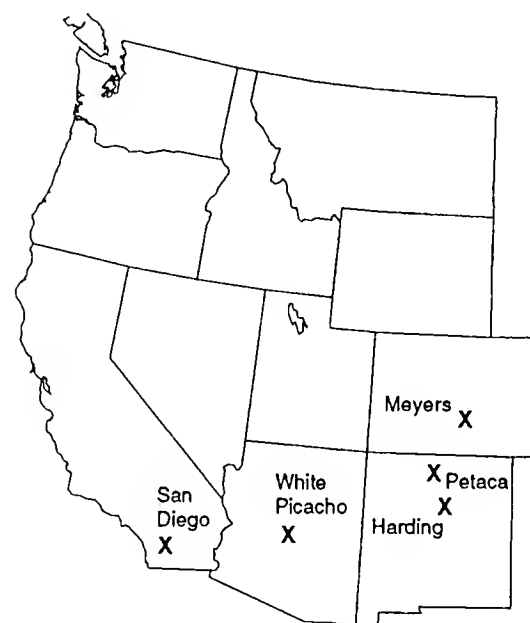 Meyers X
X Petaca
San
Diego
X
White
Picacho
X
X
Harding